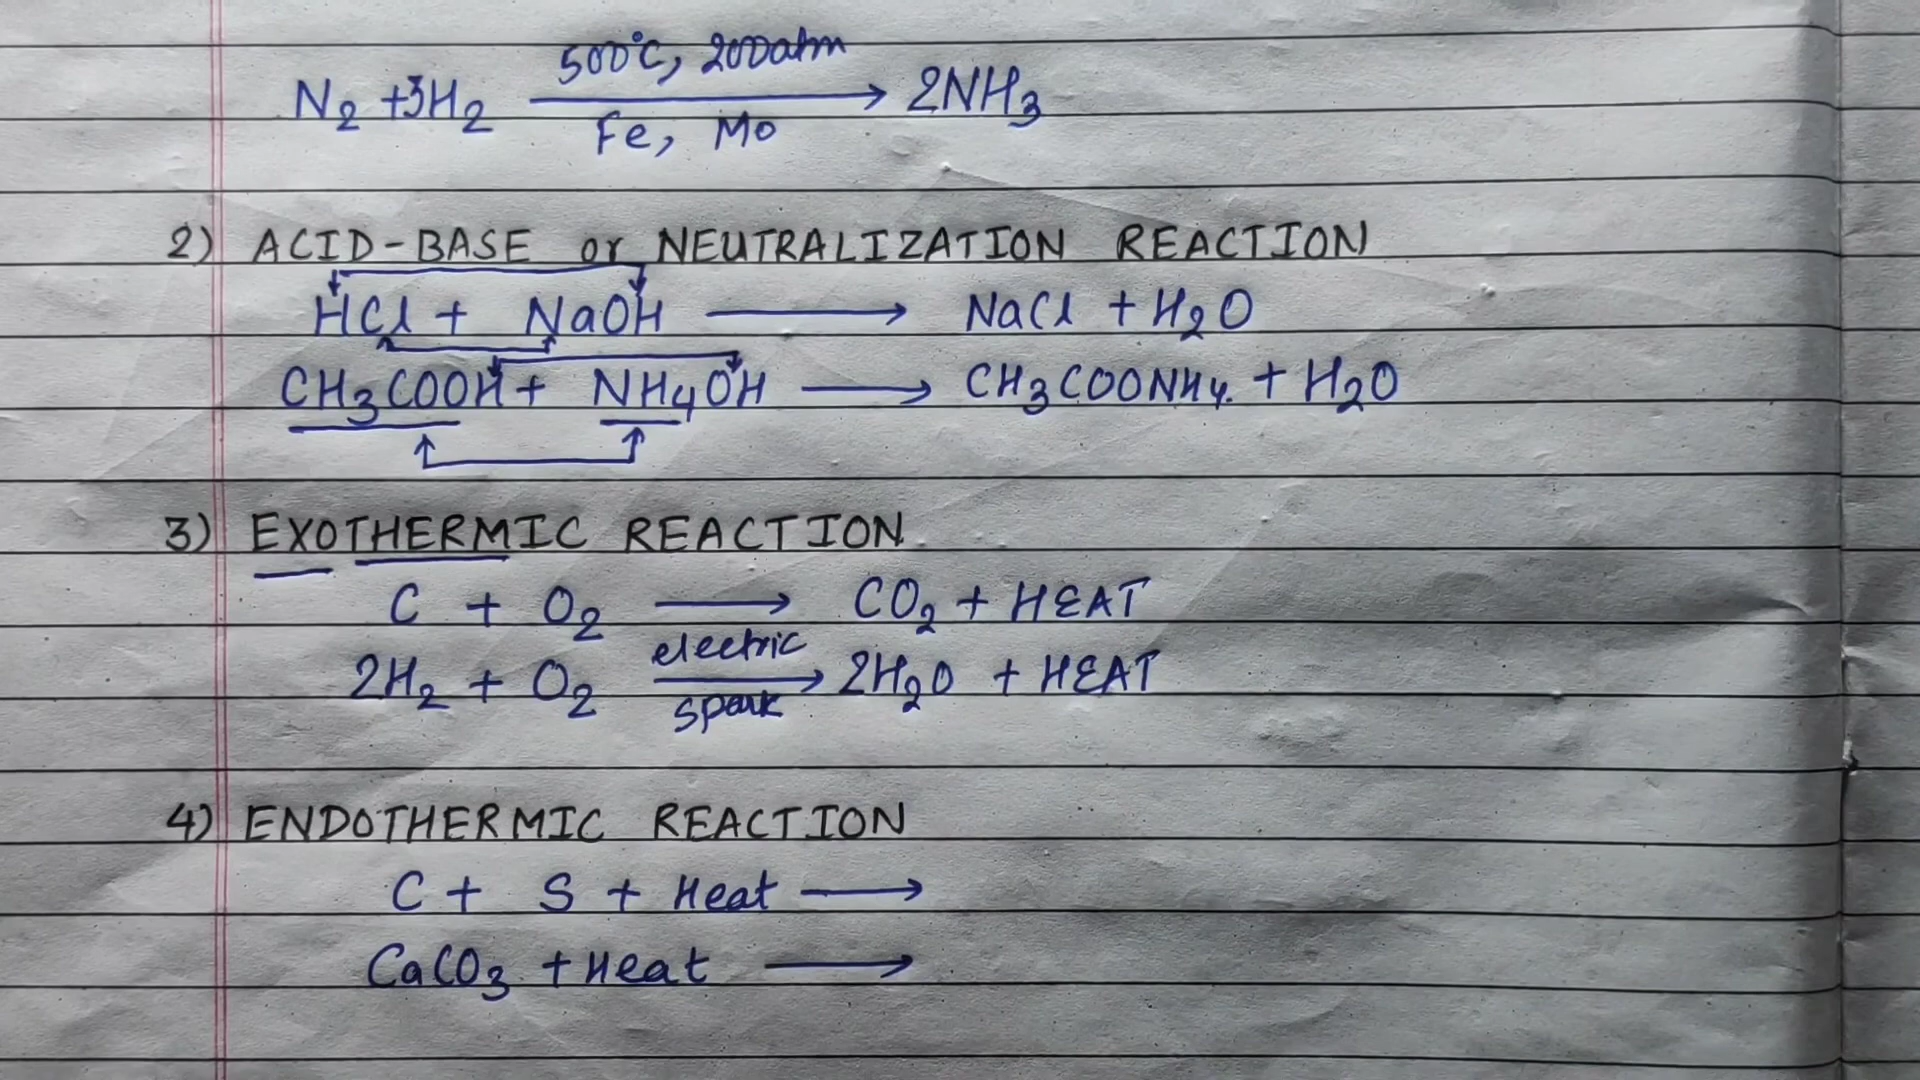 500°C, 200atm
N2 +3H2 ⟶ 2NH3
Fe, Mo
2) ACID-BASE or NEUTRALIZATION REACTION
HCl + NaOH ⟶ NaCl + H2O
CH3COOH + NH4OH ⟶ CH3COONH4. + H2O
3) EXOTHERMIC REACTION.
C + O2 ⟶ CO2 + HEAT
electric
2H2 + O2 ⟶ 2H2O + HEAT
spark
4) ENDOTHERMIC REACTION
C + S + Heat ⟶
CaCO3 + Heat ⟶